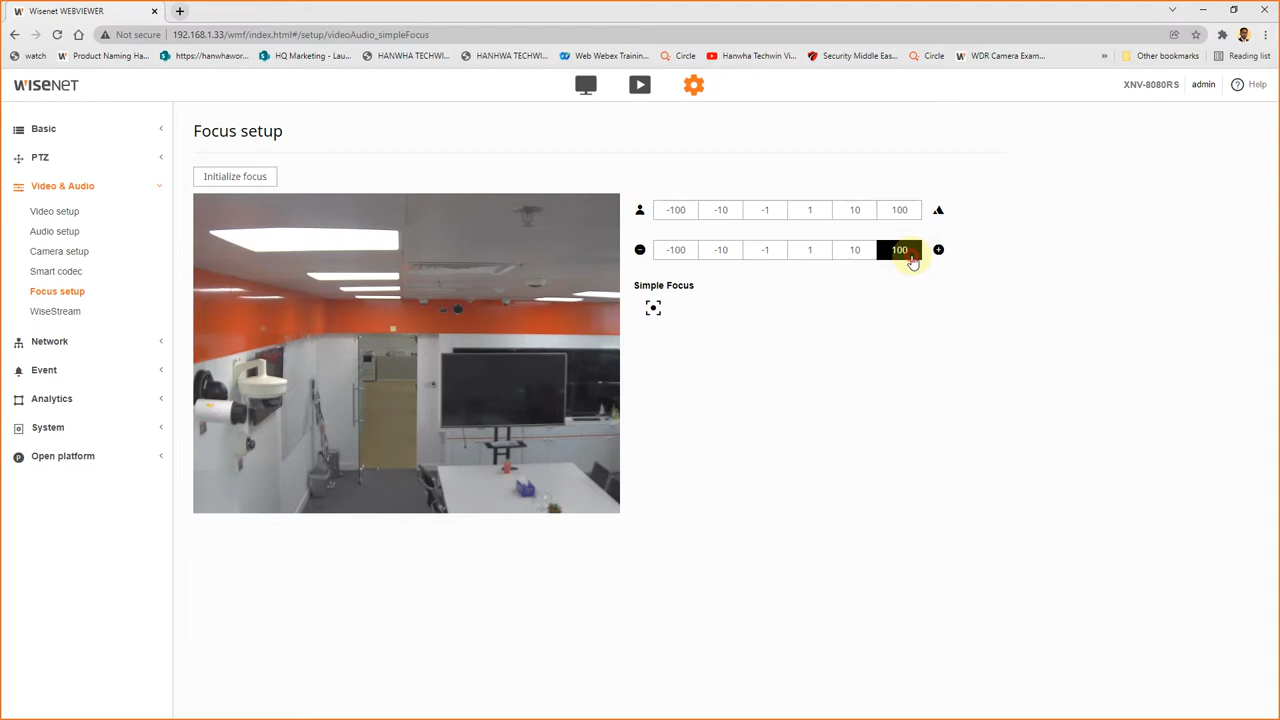 Wisenet WEBVIEWER
Not secure 192.168.1.33/wmf/index.html#/setup/videoAudio_simpleFocus
watch Product Naming Ha... https://hanwhawor... HQ Marketing - Lau... HANWHA TECHWI... HANHWA TECHWI... Web Webex Trainin... Circle Hanwha Techwin Vi... Security Middle Eas... Circle WDR Camera Exam... » Other bookmarks Reading list
WISENET XNV-8080RS admin ? Help
Basic
PTZ
Video & Audio
Video setup
Audio setup
Camera setup
Smart codec
Focus setup
WiseStream
Network
Event
Analytics
System
Open platform
Focus setup
Initialize focus
-100 -10 -1 1 10 100
-100 -10 -1 1 10 100
Simple Focus